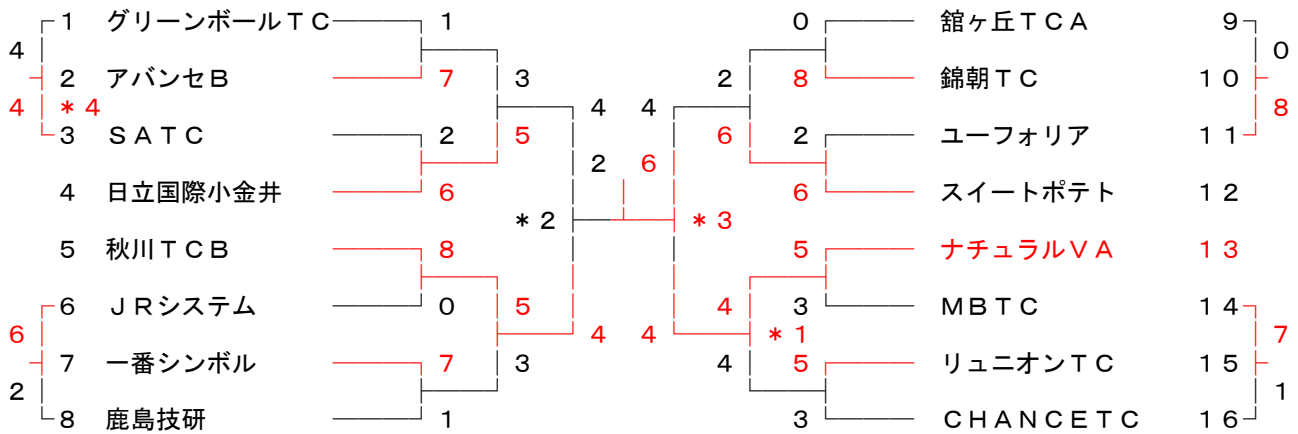 1 グリーンボールＴＣ 1 0 舘ヶ丘ＴＣＡ 9
4 0
2 アバンセＢ 7 3 2 8 錦朝ＴＣ 10
4 ＊4 4 4 8
3 ＳＡＴＣ 2 5 6 2 ユーフォリア 11
2 6
4 日立国際小金井 6 6 スイートポテト 12
＊2 ＊3
5 秋川ＴＣＢ 8 5 ナチュラルＶＡ 13
6 ＪＲシステム 0 5 4 3 ＭＢＴＣ 14
6 4 4 ＊1 7
7 一番シンボル 7 3 4 5 リュニオンＴＣ 15
2 1
8 鹿島技研 1 3 ＣＨＡＮＣＥＴＣ 16